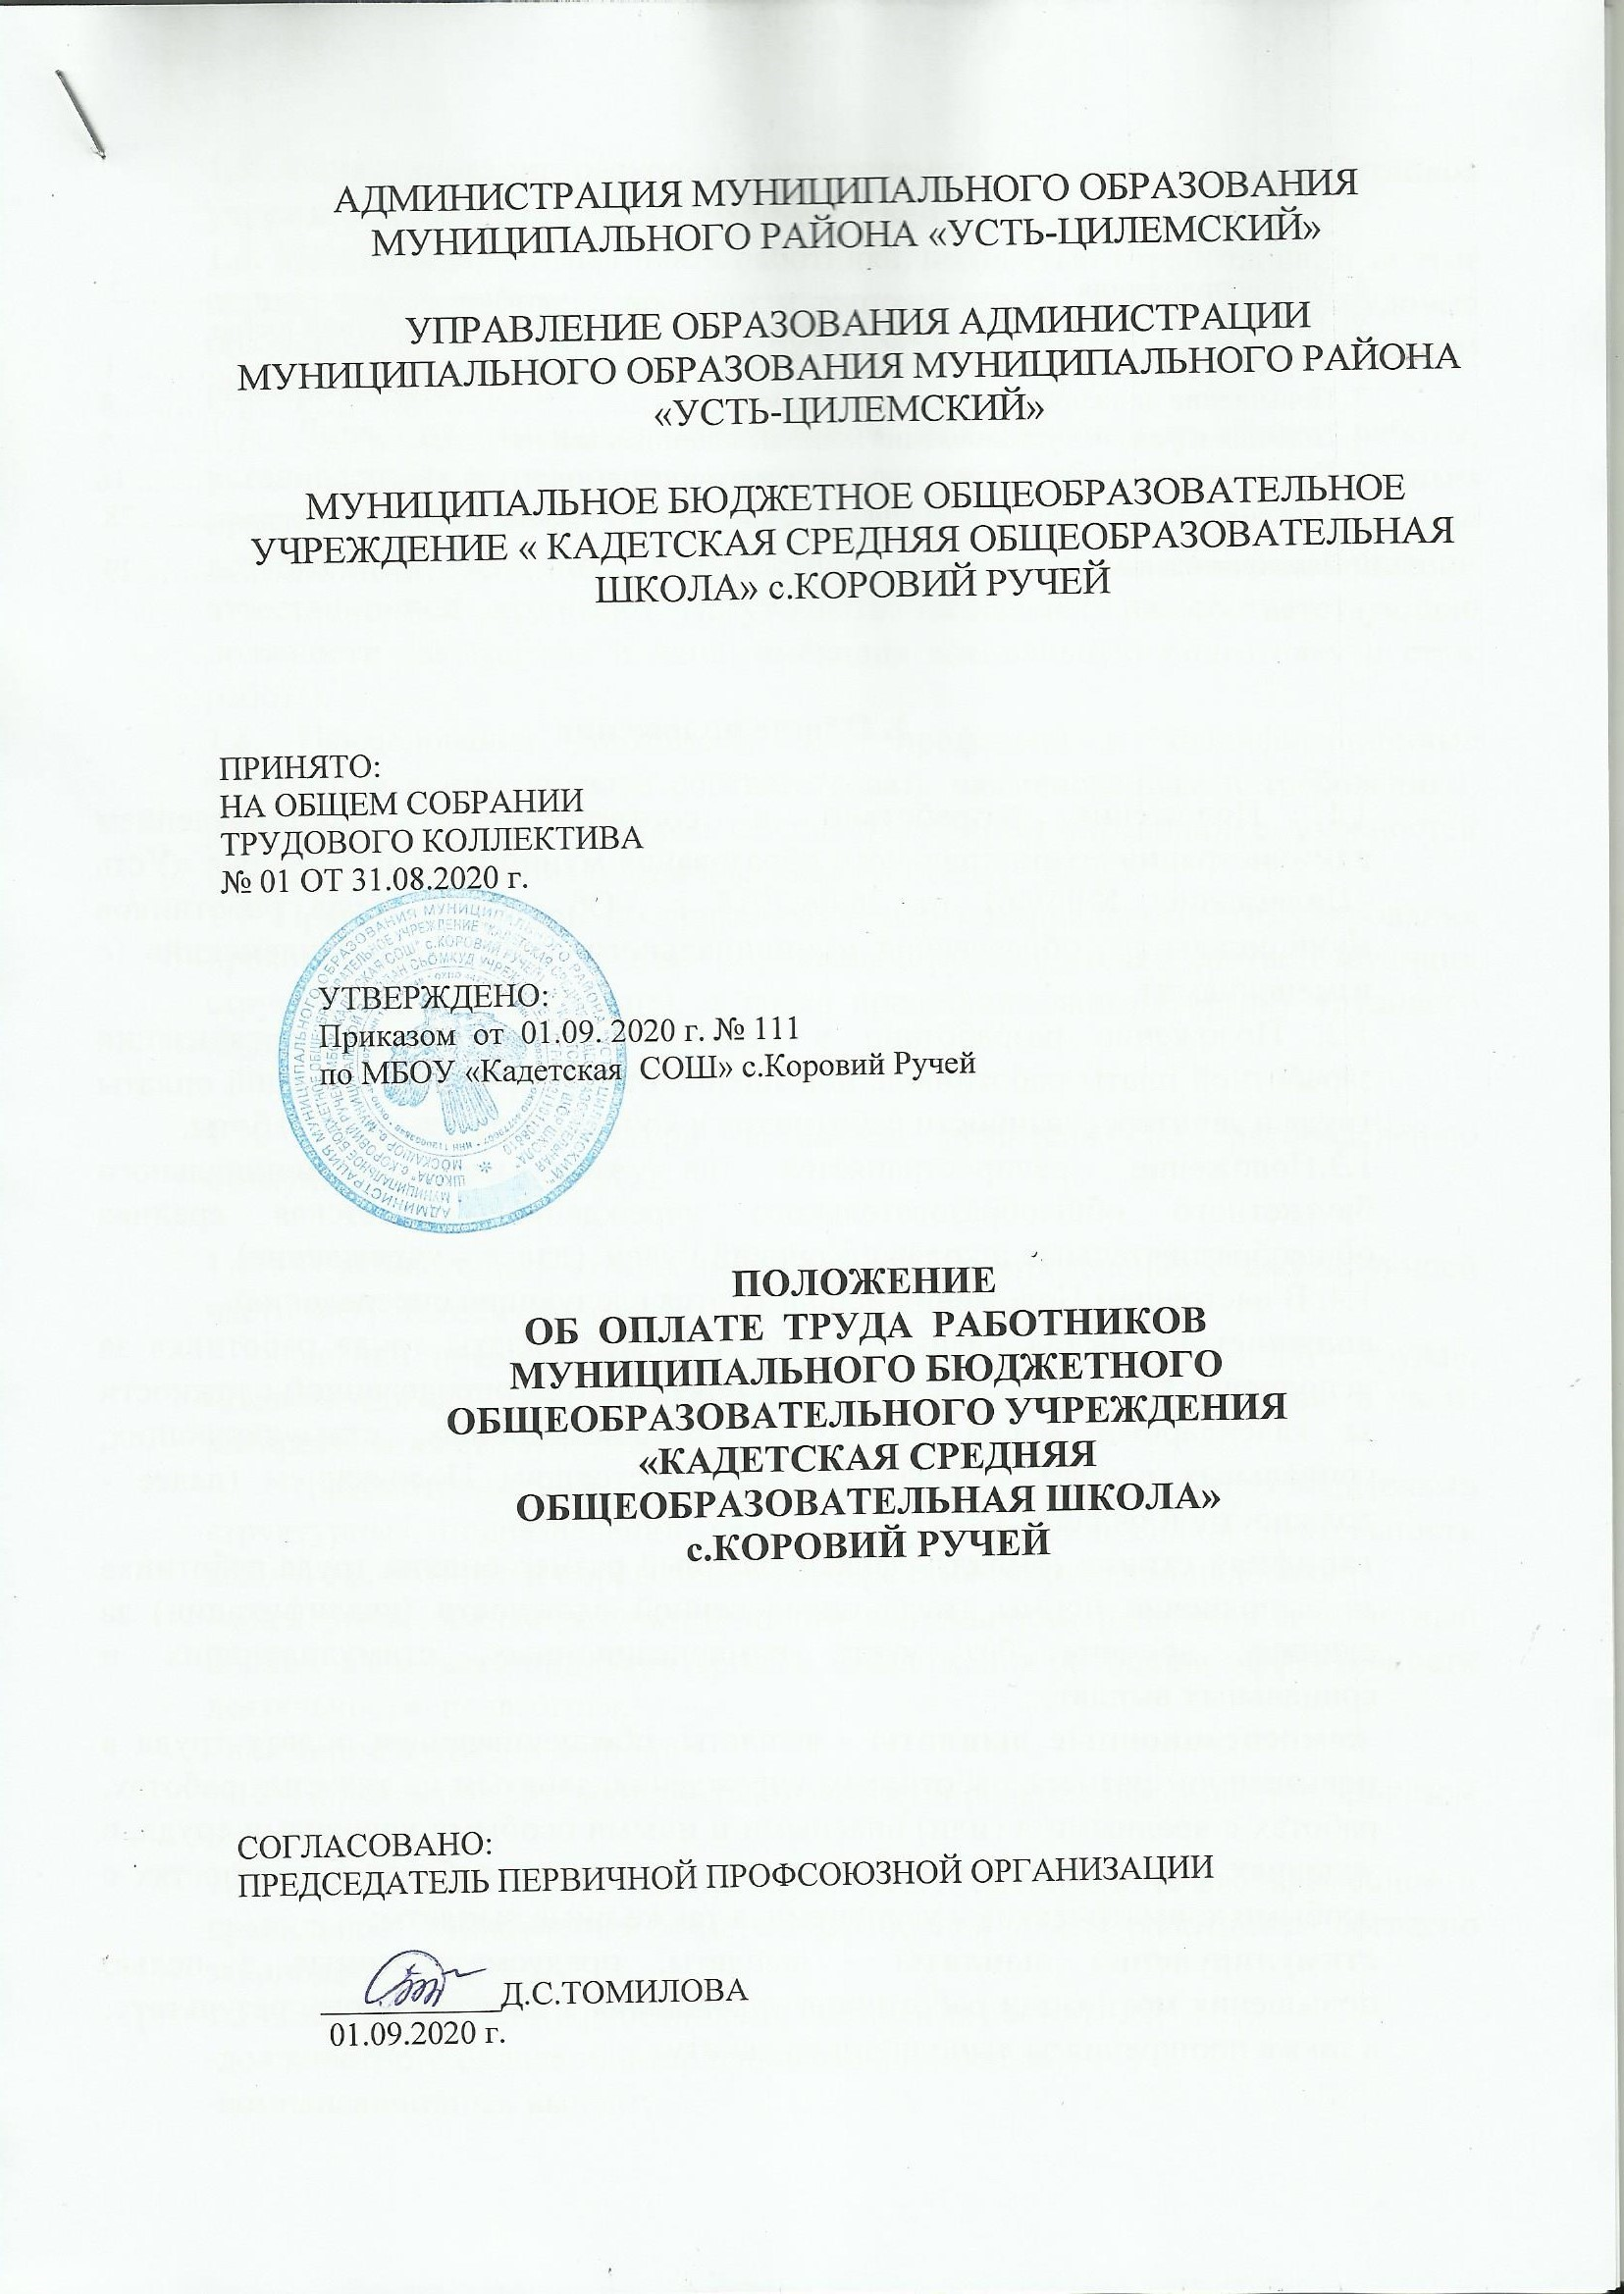 АДМИНИСТРАЦИЯ МУНИЦИПАЛЬНОГО ОБРАЗОВАНИЯ
МУНИЦИПАЛЬНОГО РАЙОНА «УСТЬ-ЦИЛЕМСКИЙ»
УПРАВЛЕНИЕ ОБРАЗОВАНИЯ АДМИНИСТРАЦИИ
МУНИЦИПАЛЬНОГО ОБРАЗОВАНИЯ МУНИЦИПАЛЬНОГО РАЙОНА
«УСТЬ-ЦИЛЕМСКИЙ»
МУНИЦИПАЛЬНОЕ БЮДЖЕТНОЕ ОБЩЕОБРАЗОВАТЕЛЬНОЕ
УЧРЕЖДЕНИЕ « КАДЕТСКАЯ СРЕДНЯЯ ОБЩЕОБРАЗОВАТЕЛЬНАЯ
ШКОЛА» с.КОРОВИЙ РУЧЕЙ
ПРИНЯТО:
НА ОБЩЕМ СОБРАНИИ
ТРУДОВОГО КОЛЛЕКТИВА
№ 01 ОТ 31.08.2020 г.
УТВЕРЖДЕНО:
Приказом от 01.09. 2020 г. № 111
по МБОУ «Кадетская СОШ» с.Коровий Ручей
ПОЛОЖЕНИЕ
ОБ ОПЛАТЕ ТРУДА РАБОТНИКОВ
МУНИЦИПАЛЬНОГО БЮДЖЕТНОГО
ОБЩЕОБРАЗОВАТЕЛЬНОГО УЧРЕЖДЕНИЯ
«КАДЕТСКАЯ СРЕДНЯЯ
ОБЩЕОБРАЗОВАТЕЛЬНАЯ ШКОЛА»
с.КОРОВИЙ РУЧЕЙ
СОГЛАСОВАНО:
ПРЕДСЕДАТЕЛЬ ПЕРВИЧНОЙ ПРОФСОЮЗНОЙ ОРГАНИЗАЦИИ
Д.С.ТОМИЛОВА
01.09.2020 г.